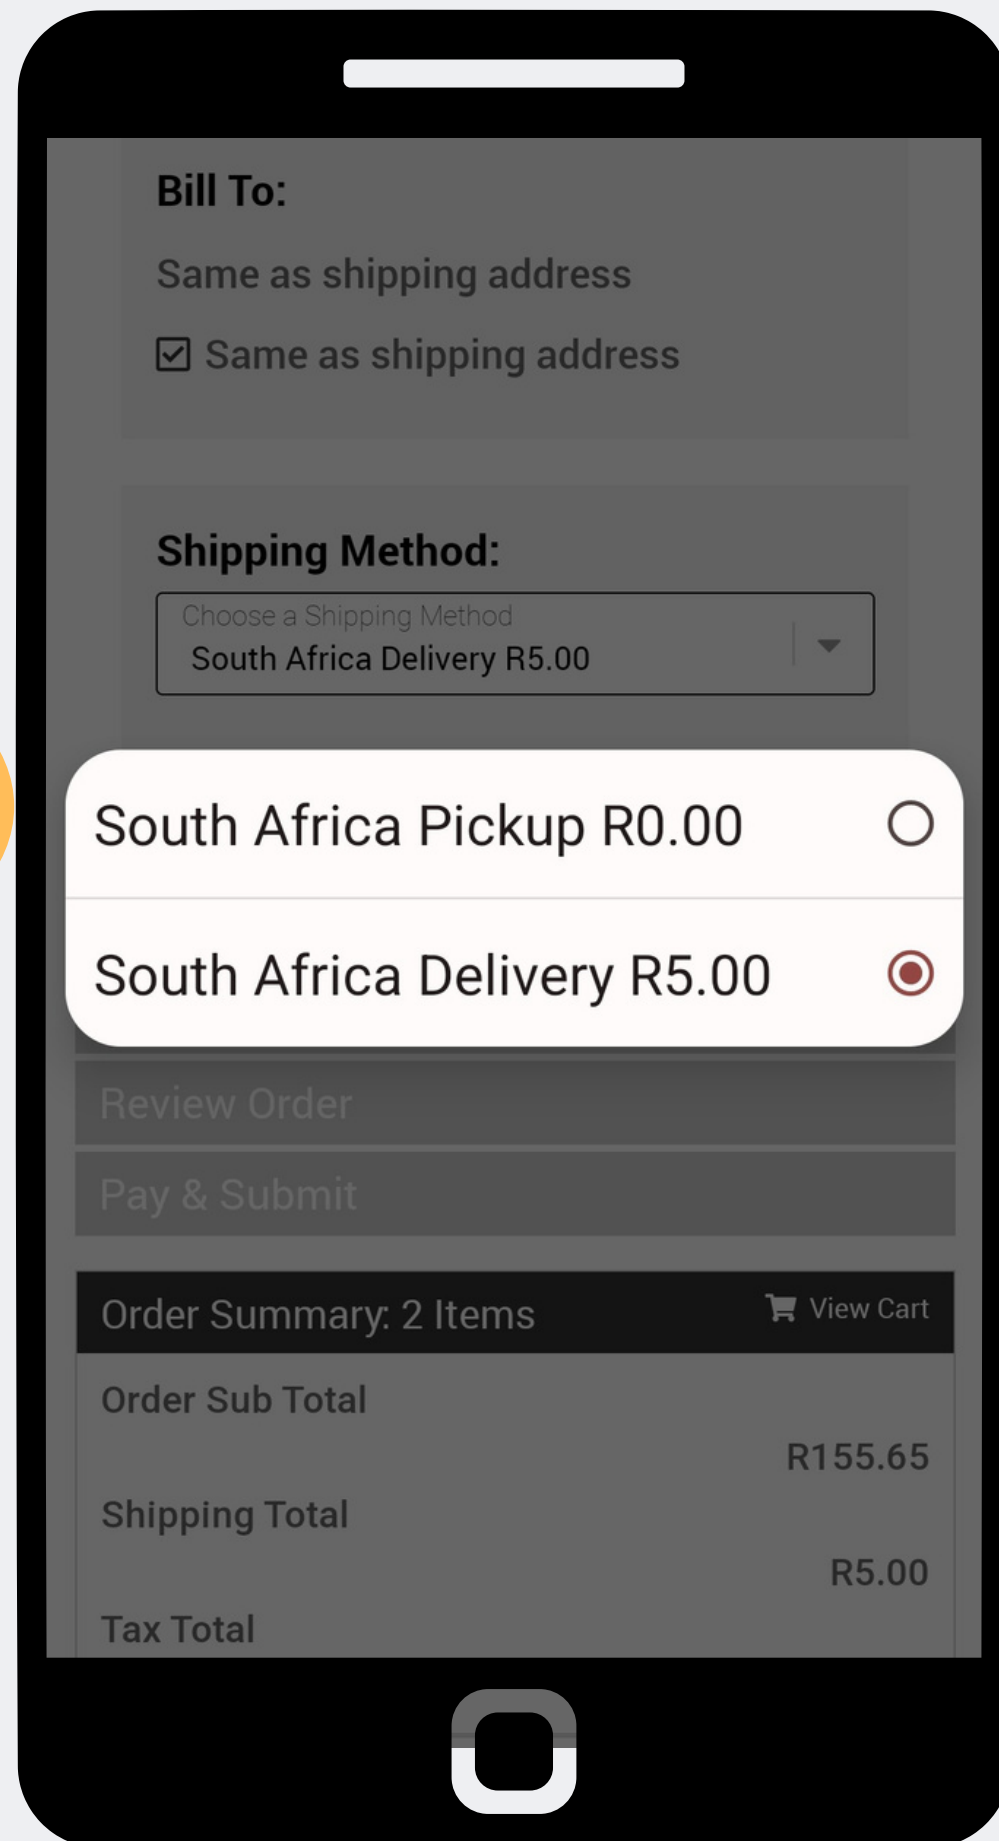 Bill To:
Same as shipping address
Same as shipping address
Shipping Method:
Choose a Shipping Method
South Africa Delivery R5.00
South Africa Pickup R0.00
South Africa Delivery R5.00
Review Order
Pay & Submit
Order Summary: 2 Items View Cart
Order Sub Total
R155.65
Shipping Total
R5.00
Tax Total